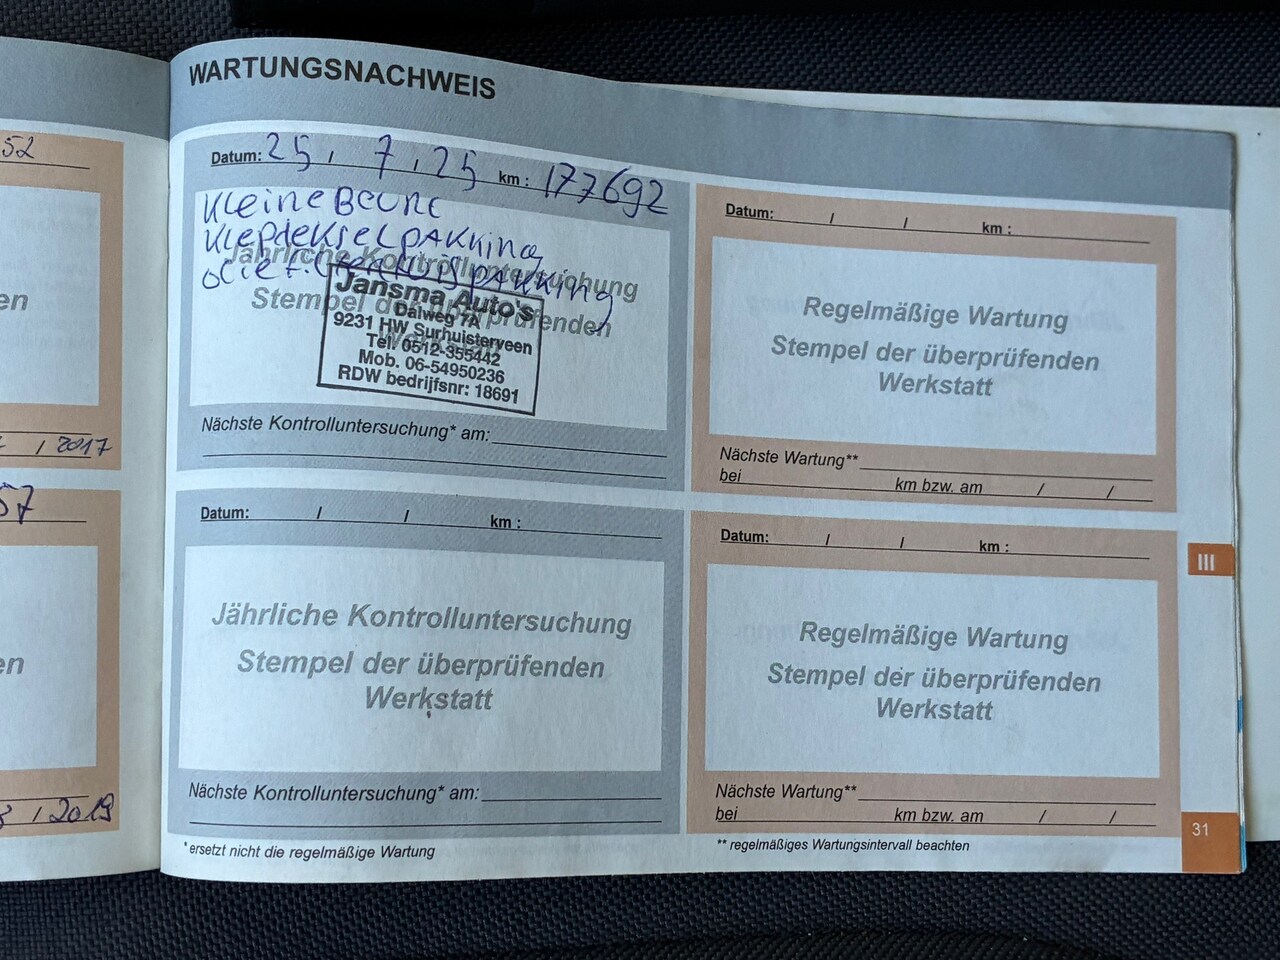 52
en
/ 2017
57
en
3 / 2019
WARTUNGSNACHWEIS
Datum: 25 / 7 / 25 km : 177692
Kleine Beurt
Klepdekselpakking
Jährliche Kontrolluntersuchung
oliefilterhuispakking
Stempel der überprüfenden
Werkstatt
Jansma Auto's
Dalweg 7A
9231 HW Surhuisterveen
Tel. 0512-355442
Mob. 06-54950236
RDW bedrijfsnr: 18691
Nächste Kontrolluntersuchung* am:
Datum: / / km :
Regelmäßige Wartung
Stempel der überprüfenden
Werkstatt
Nächste Wartung**
bei km bzw. am / /
Datum: / / km :
Jährliche Kontrolluntersuchung
Stempel der überprüfenden
Werkstatt
Nächste Kontrolluntersuchung* am:
* ersetzt nicht die regelmäßige Wartung
Datum: / / km :
Regelmäßige Wartung
Stempel der überprüfenden
Werkstatt
Nächste Wartung**
bei km bzw. am / /
** regelmäßiges Wartungsintervall beachten
III
31